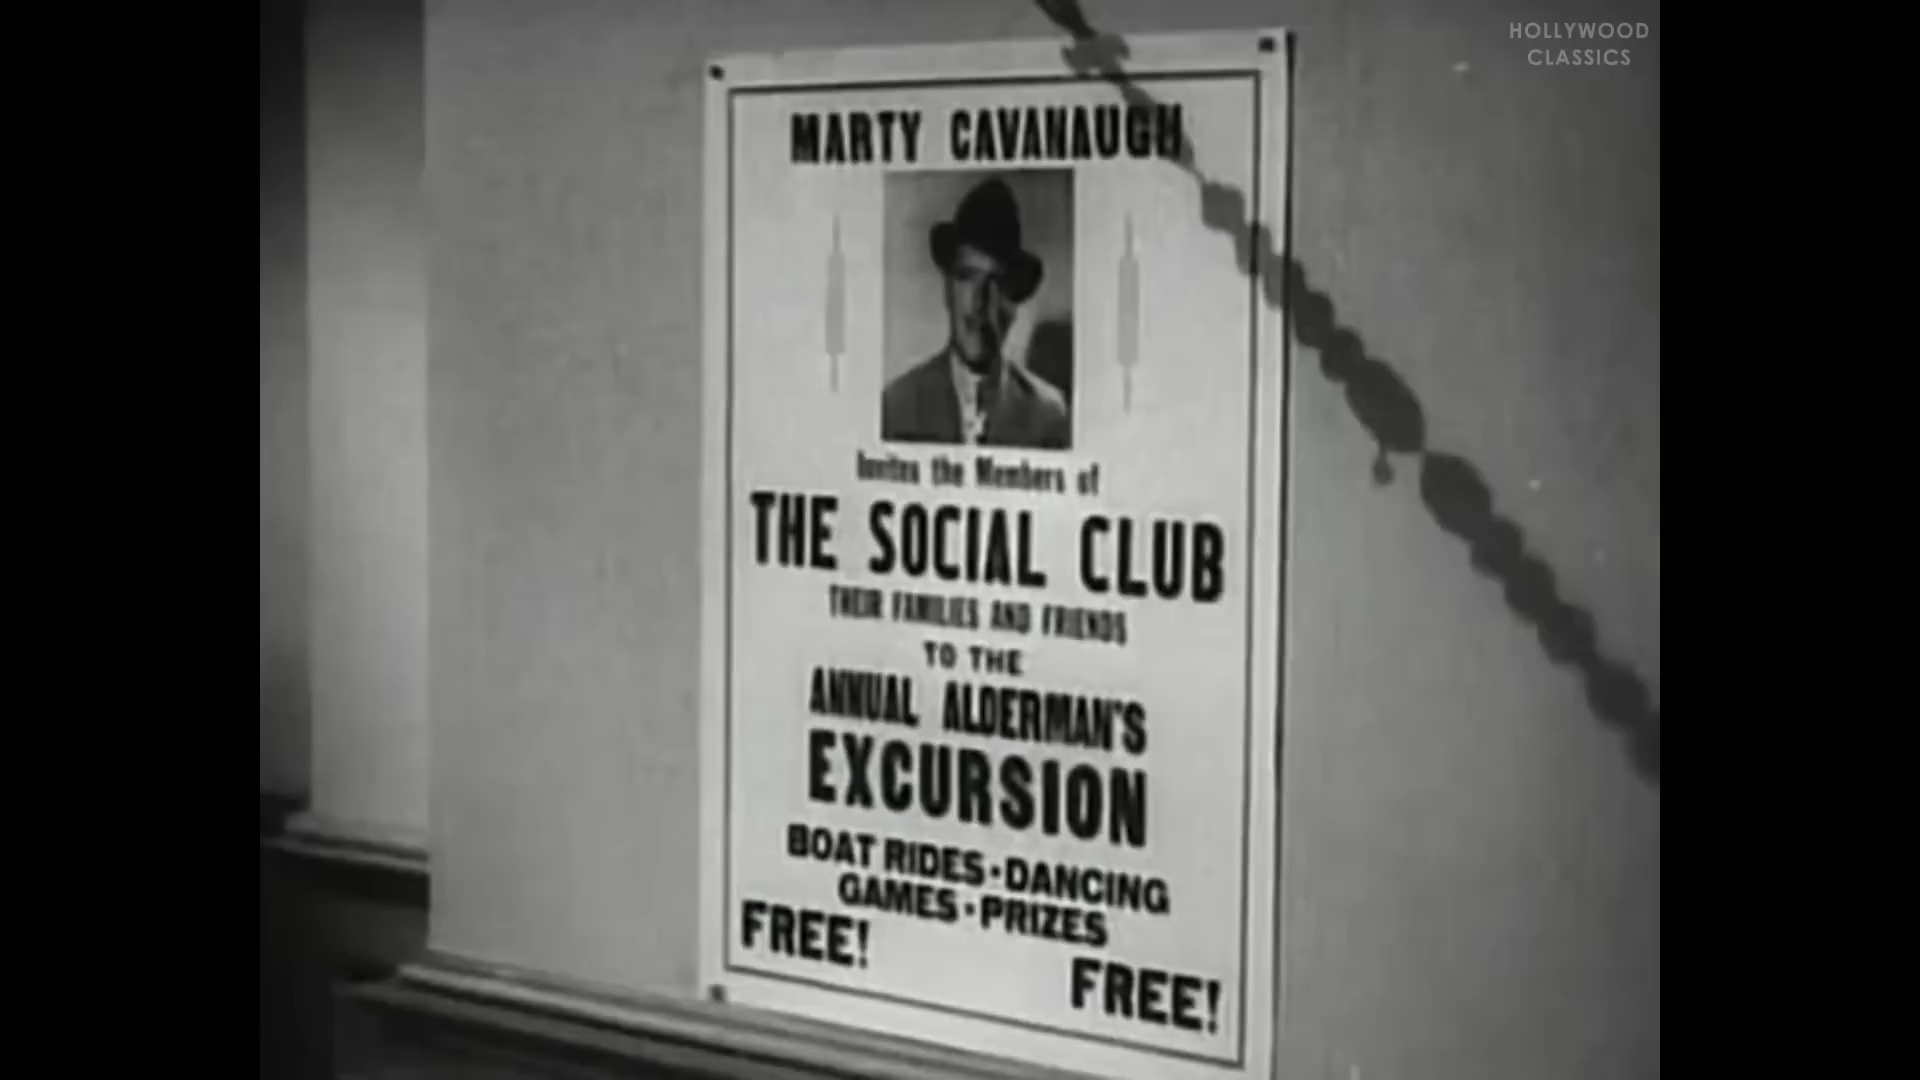 HOLLYWOOD
CLASSICS
MARTY CAVANAUGH
Invites the Members of
THE SOCIAL CLUB
THEIR FAMILIES AND FRIENDS
TO THE
ANNUAL ALDERMAN'S
EXCURSION
BOAT RIDES · DANCING
GAMES · PRIZES
FREE!
FREE!